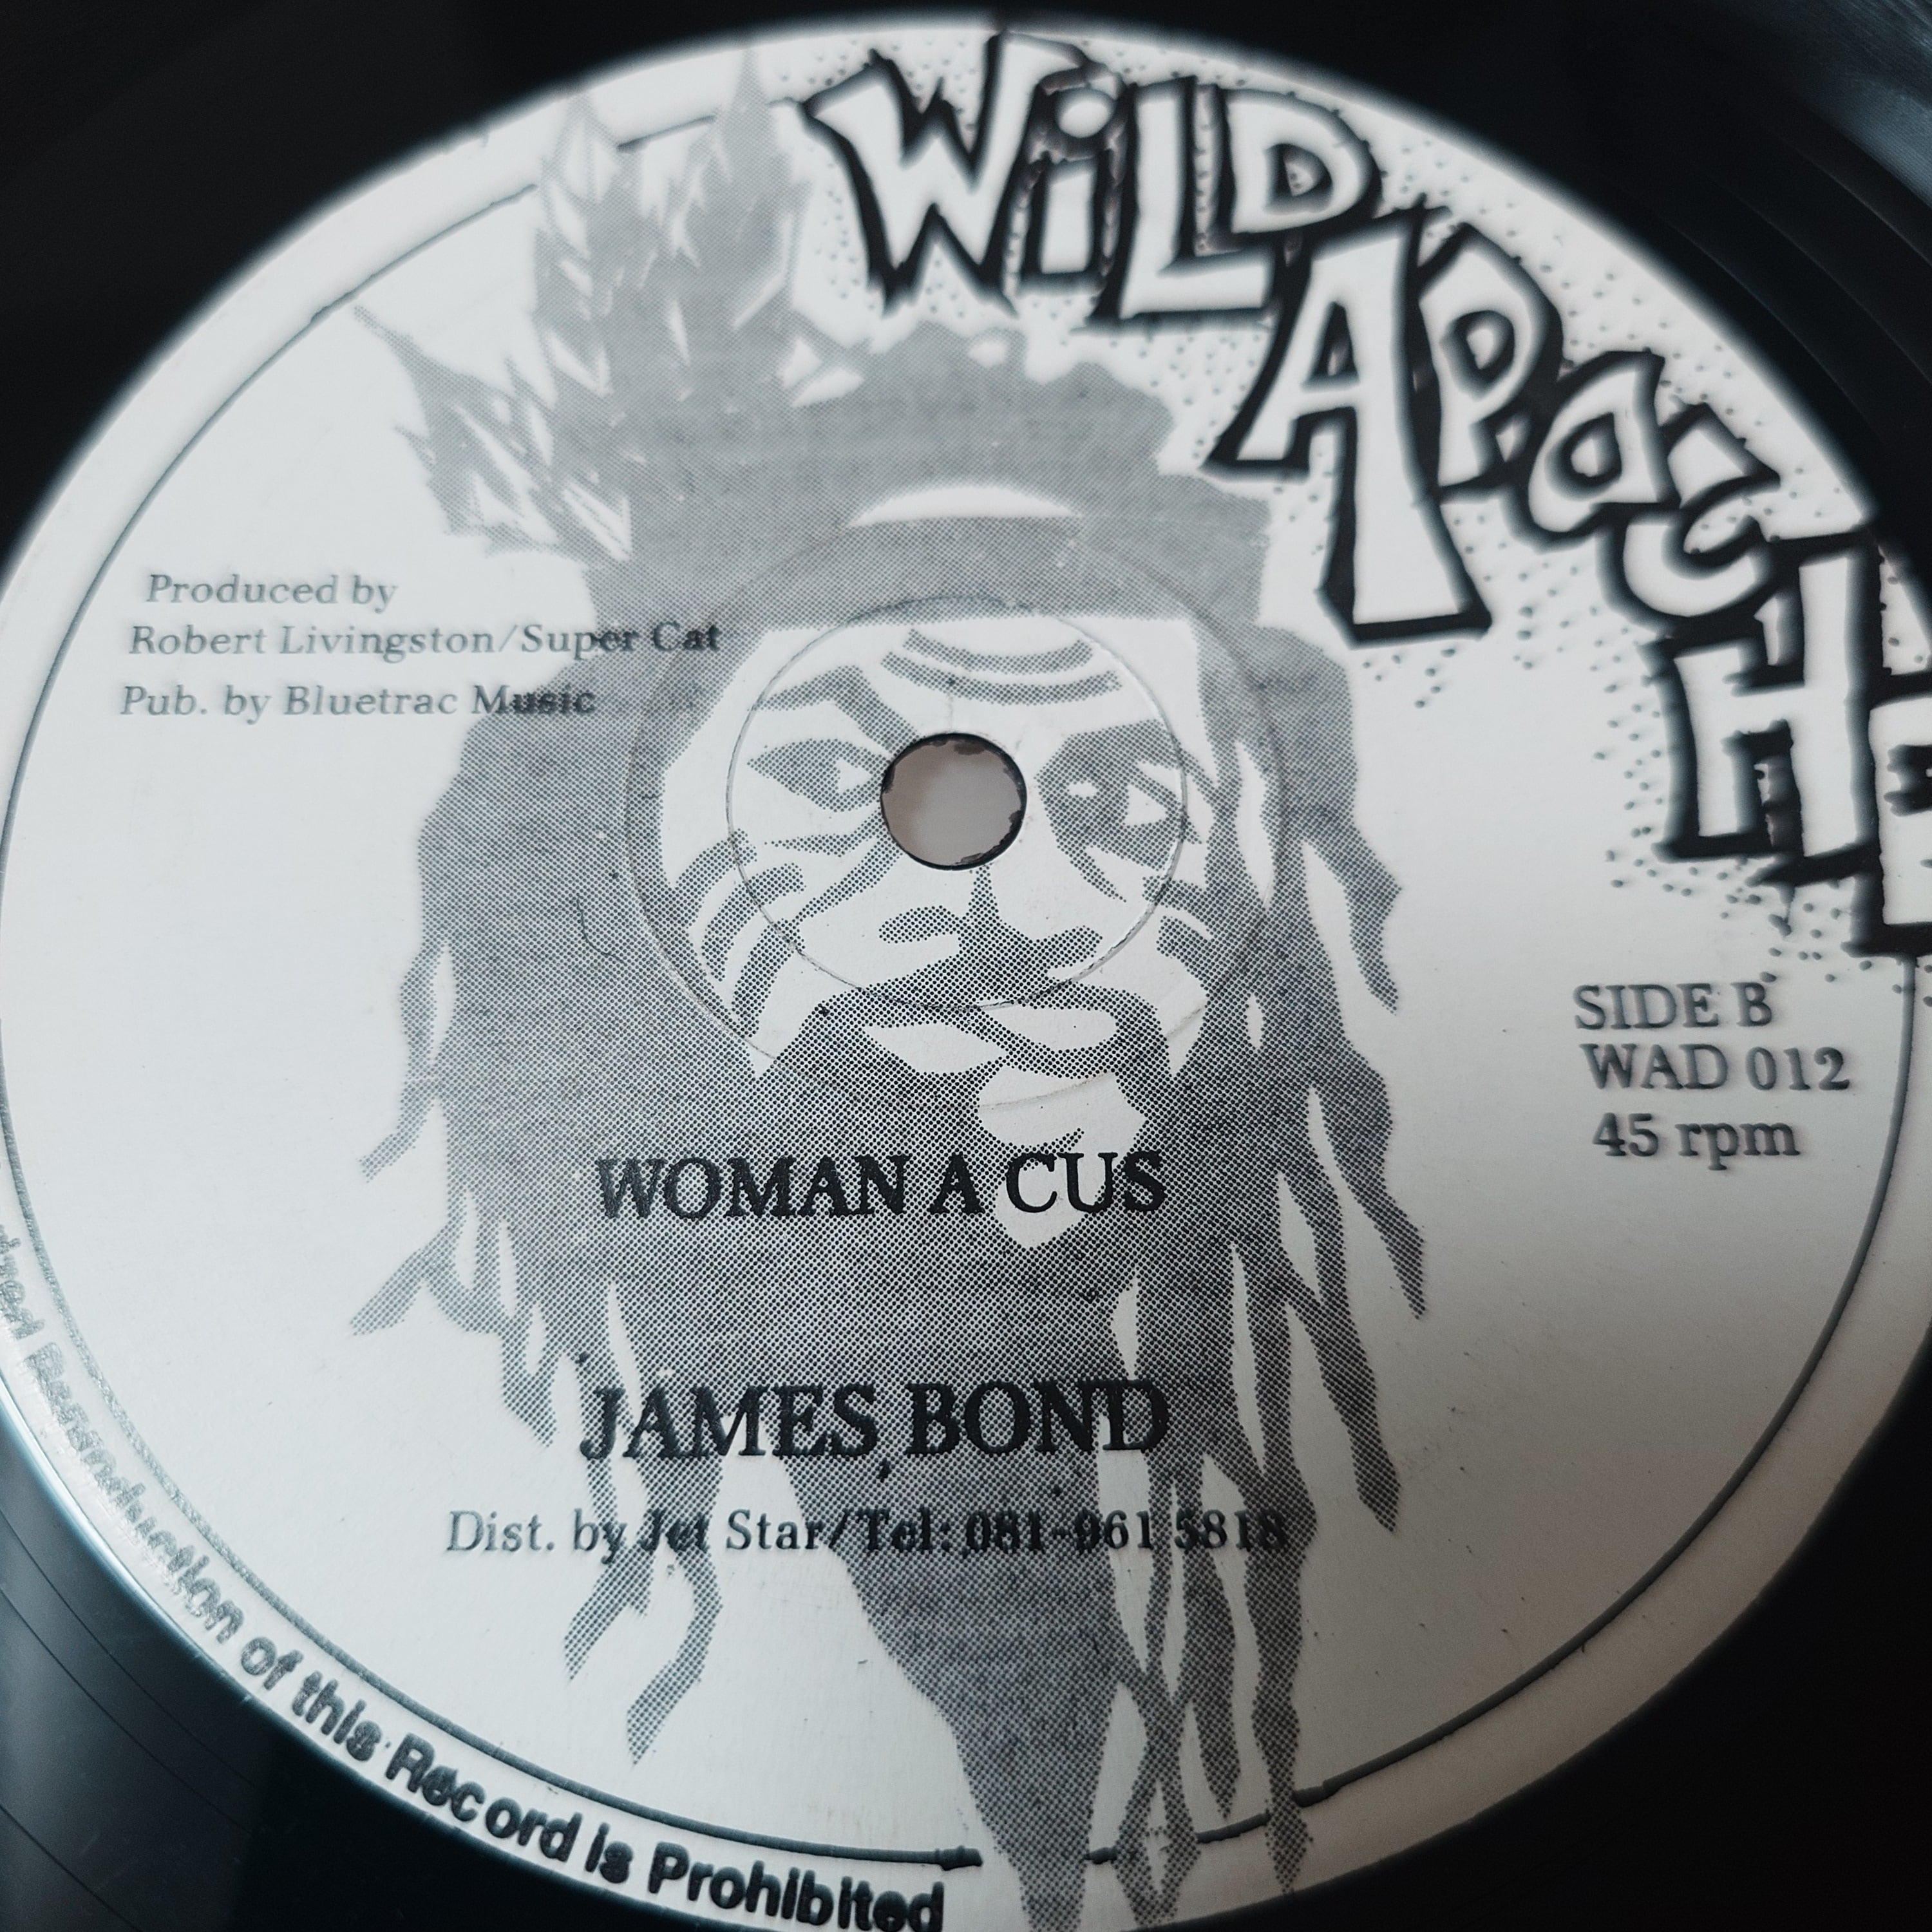 WiLD
APACHE
Produced by
Robert Livingston/Super Cat
Pub. by Bluetrac Music
SIDE B
WAD 012
45 rpm
WOMAN A CUS
JAMES BOND
Dist. by Jet Star/Tel: 081-961 5818
Reproduction of this Record is Prohibited